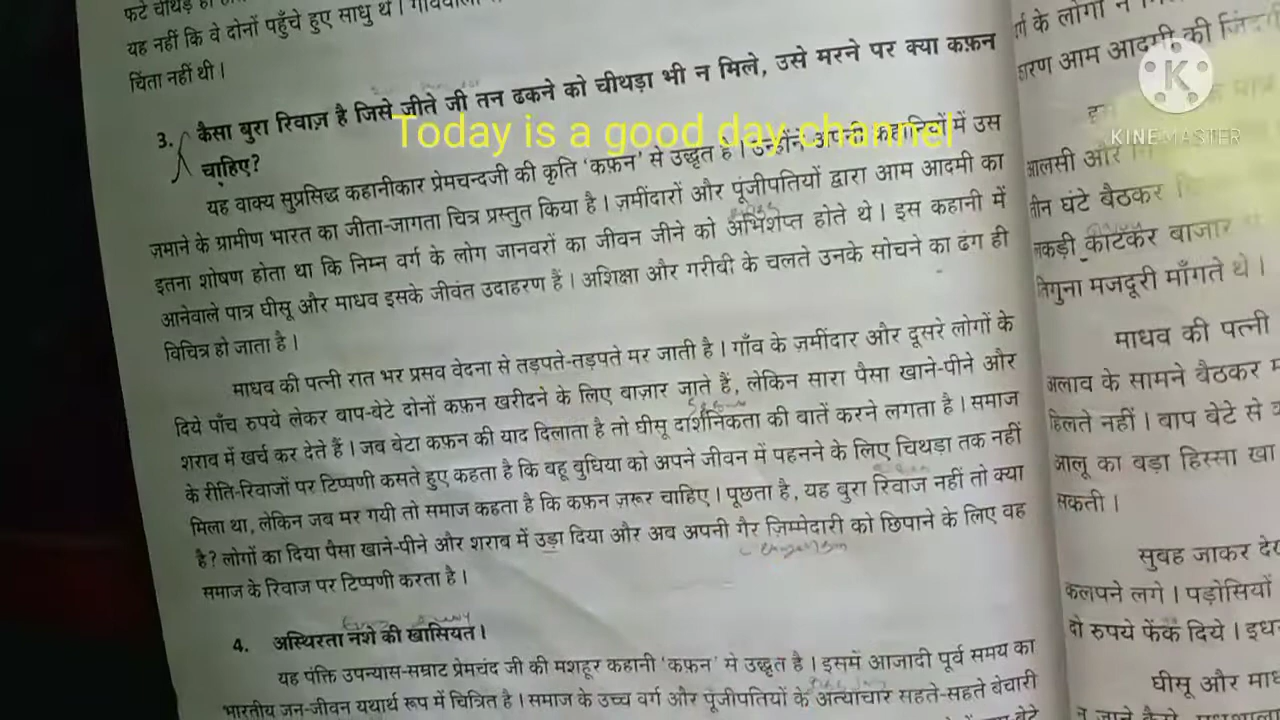 फटे चीथड़े
यह नहीं कि वे दोनों पहुँचे हुए साधु थे।
चिंता नहीं थी।
3. कैसा बुरा रिवाज़ है जिसे जीते जी तन ढकने को चीथड़ा भी न मिले, उसे मरने पर क्या कफ़न
चाहिए?
Today is a good day channel
यह वाक्य सुप्रसिद्ध कहानीकार प्रेमचन्दजी की कृति 'कफ़न' से उद्धृत है। उन्होंने अपनी कहानियों में उस
ज़माने के ग्रामीण भारत का जीता-जागता चित्र प्रस्तुत किया है। ज़मींदारों और पूंजीपतियों द्वारा आम आदमी का
इतना शोषण होता था कि निम्न वर्ग के लोग जानवरों का जीवन जीने को अभिशप्त होते थे। इस कहानी में
आनेवाले पात्र घीसू और माधव इसके जीवंत उदाहरण हैं। अशिक्षा और गरीबी के चलते उनके सोचने का ढंग ही
विचित्र हो जाता है।
माधव की पत्नी रात भर प्रसव वेदना से तड़पते-तड़पते मर जाती है। गाँव के ज़मींदार और दूसरे लोगों के
दिये पाँच रुपये लेकर बाप-बेटे दोनों कफ़न खरीदने के लिए बाज़ार जाते हैं, लेकिन सारा पैसा खाने-पीने और
शराब में खर्च कर देते हैं। जब बेटा कफ़न की याद दिलाता है तो घीसू दार्शनिकता की बातें करने लगता है। समाज
के रीति-रिवाजों पर टिप्पणी कसते हुए कहता है कि बहू बुधिया को अपने जीवन में पहनने के लिए चिथड़ा तक नहीं
मिला था, लेकिन जब मर गयी तो समाज कहता है कि कफ़न ज़रूर चाहिए। पूछता है, यह बुरा रिवाज नहीं तो क्या
है? लोगों का दिया पैसा खाने-पीने और शराब में उड़ा दिया और अब अपनी गैर ज़िम्मेदारी को छिपाने के लिए वह
समाज के रिवाज पर टिप्पणी करता है।
4. अस्थिरता नशे की खासियत।
यह पंक्ति उपन्यास-सम्राट प्रेमचंद जी की मशहूर कहानी 'कफ़न' से उद्धृत है। इसमें आजादी पूर्व समय का
भारतीय जन-जीवन यथार्थ रूप में चित्रित है। समाज के उच्च वर्ग और पूंजीपतियों के अत्याचार सहते-सहते बेचारी
के लोगों ने
कारण आम आदमी की
आलसी और
तीन घंटे बैठकर
लकड़ी काटकर बाजार
तिगुना मजदूरी माँगते थे।
माधव की पत्नी
अलाव के सामने बैठकर
हिलते नहीं। बाप बेटे से
आलू का बड़ा हिस्सा खा
सकती।
सुबह जाकर
कलपने लगे। पड़ोसियों
दो रुपये फेंक दिये।
घीसू और
KINEMASTER